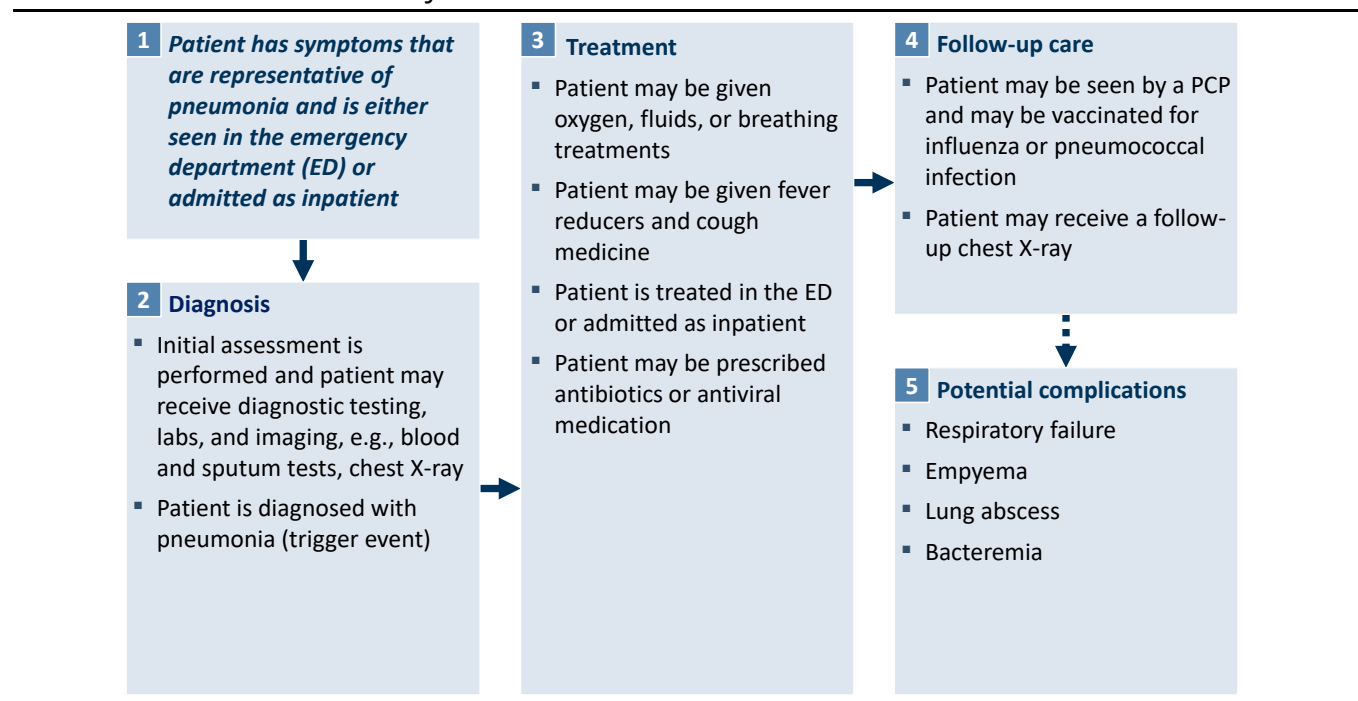 1 Patient has symptoms that
are representative of
pneumonia and is either
seen in the emergency
department (ED) or
admitted as inpatient
2 Diagnosis
▪ Initial assessment is
performed and patient may
receive diagnostic testing,
labs, and imaging, e.g., blood
and sputum tests, chest X-ray
▪ Patient is diagnosed with
pneumonia (trigger event)
3 Treatment
▪ Patient may be given
oxygen, fluids, or breathing
treatments
▪ Patient may be given fever
reducers and cough
medicine
▪ Patient is treated in the ED
or admitted as inpatient
▪ Patient may be prescribed
antibiotics or antiviral
medication
4 Follow-up care
▪ Patient may be seen by a PCP
and may be vaccinated for
influenza or pneumococcal
infection
▪ Patient may receive a follow-
up chest X-ray
5 Potential complications
▪ Respiratory failure
▪ Empyema
▪ Lung abscess
▪ Bacteremia